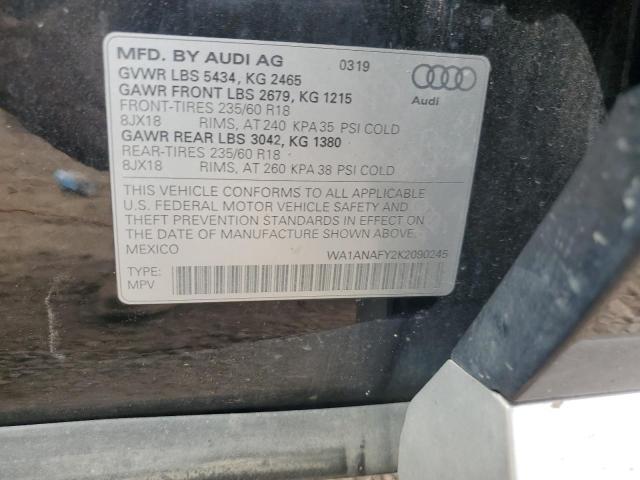 MFD. BY AUDI AG 0319
GVWR LBS 5434, KG 2465
GAWR FRONT LBS 2679, KG 1215
FRONT-TIRES 235/60 R18
8JX18 RIMS, AT 240 KPA 35 PSI COLD
GAWR REAR LBS 3042, KG 1380
REAR-TIRES 235/60 R18
8JX18 RIMS, AT 260 KPA 38 PSI COLD
Audi
THIS VEHICLE CONFORMS TO ALL APPLICABLE
U.S. FEDERAL MOTOR VEHICLE SAFETY AND
THEFT PREVENTION STANDARDS IN EFFECT ON
THE DATE OF MANUFACTURE SHOWN ABOVE.
MEXICO WA1ANAFY2K2090245
TYPE:
MPV